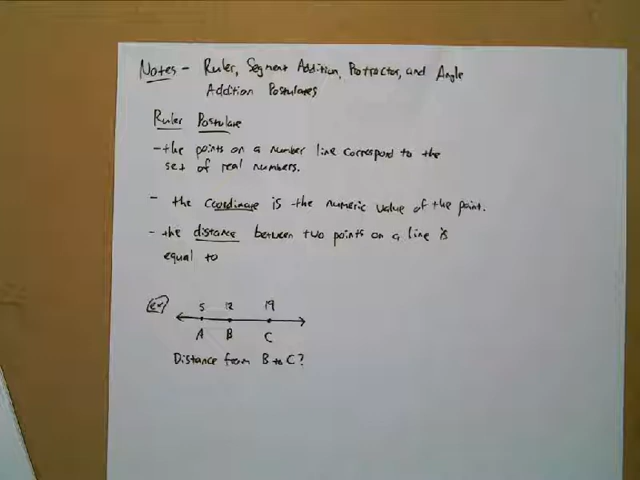 Notes - Ruler, Segment Addition, Protractor, and Angle
Addition Postulates
Ruler Postulate
- the points on a number line correspond to the
set of real numbers.
- the coordinate is the numeric value of the point.
- the distance between two points on a line is
equal to
ex
5 12 19
A B C
Distance from B to C?